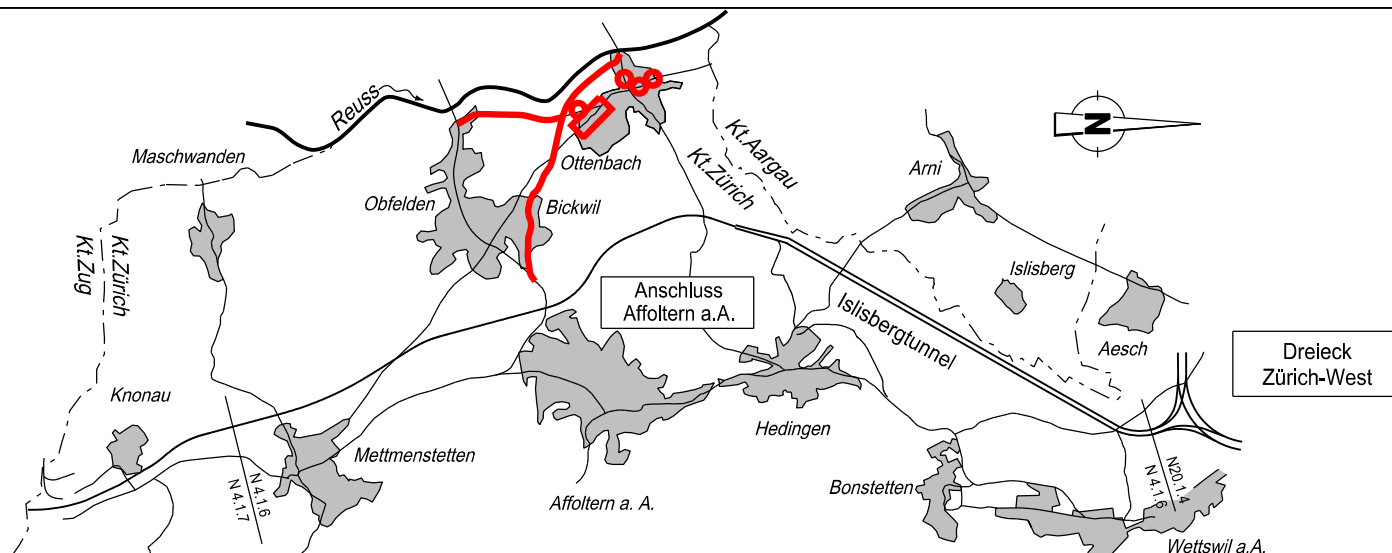 Reuss
Maschwanden
Ottenbach
Kt.Aargau
Kt.Zürich
N
Arni
Obfelden
Bickwil
Kt.Zürich
Kt.Zug
Anschluss
Affoltern a.A.
Islisberg
Islisbergtunnel
Aesch
Dreieck
Zürich-West
Knonau
Hedingen
Mettmenstetten
N 4.1.6
N 4.1.7
Affoltern a. A.
Bonstetten
N20.1.4
N 4.1.6
Wettswil a.A.